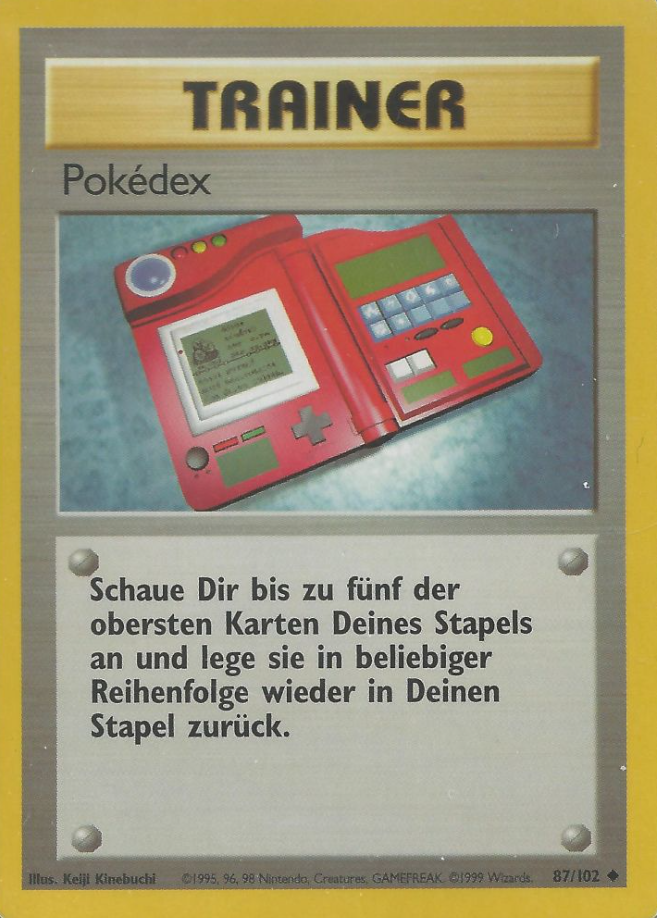 TRAINER
Pokédex
Schaue Dir bis zu fünf der
obersten Karten Deines Stapels
an und lege sie in beliebiger
Reihenfolge wieder in Deinen
Stapel zurück.
Illus. Keiji Kinebuchi ©1995, 96, 98 Nintendo, Creatures, GAMEFREAK. ©1999 Wizards. 87/102 ◆